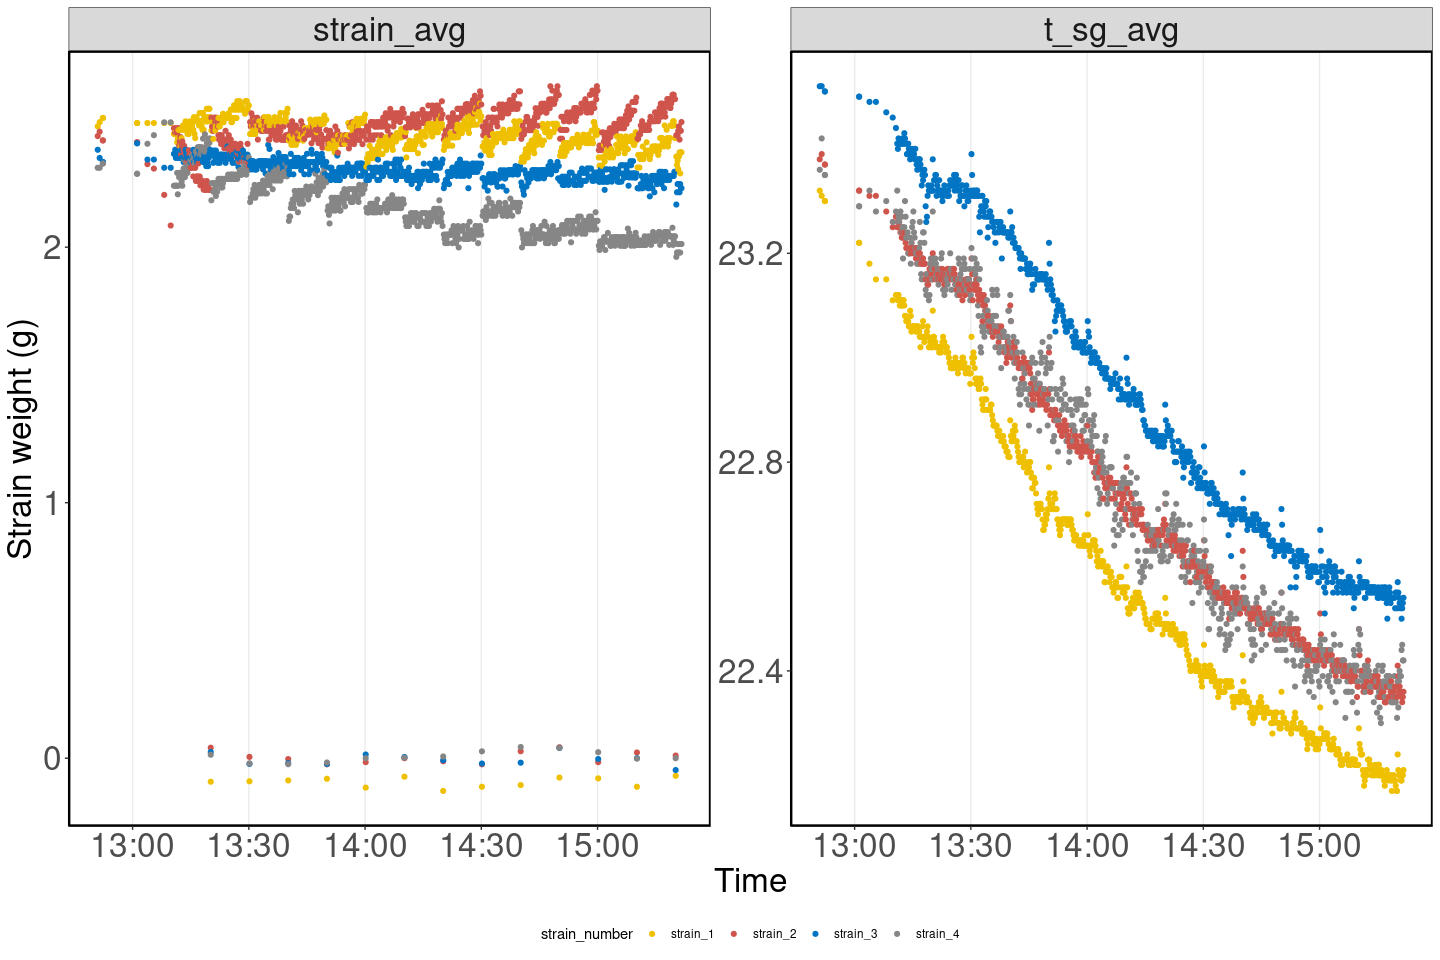 strain_avg
t_sg_avg
Strain weight (g)
2
1
0
23.2
22.8
22.4
13:00 13:30 14:00 14:30 15:00
13:00 13:30 14:00 14:30 15:00
Time
strain_number strain_1 strain_2 strain_3 strain_4